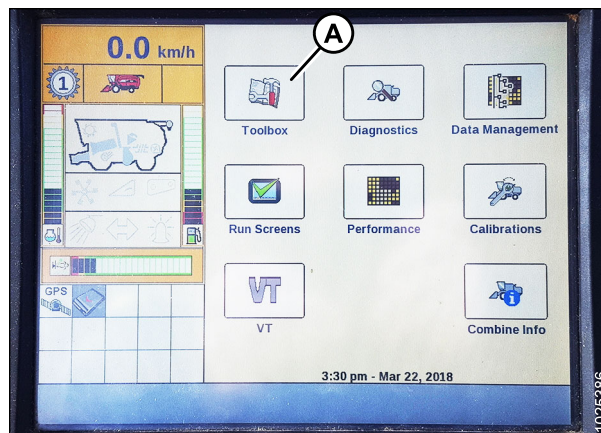 A
0.0 km/h
1
Toolbox
Diagnostics
Data Management
Run Screens
Performance
Calibrations
GPS
VT
VT
Combine Info
3:30 pm - Mar 22, 2018
1025386